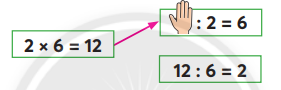 : 2 = 6
2 × 6 = 12
12 : 6 = 2